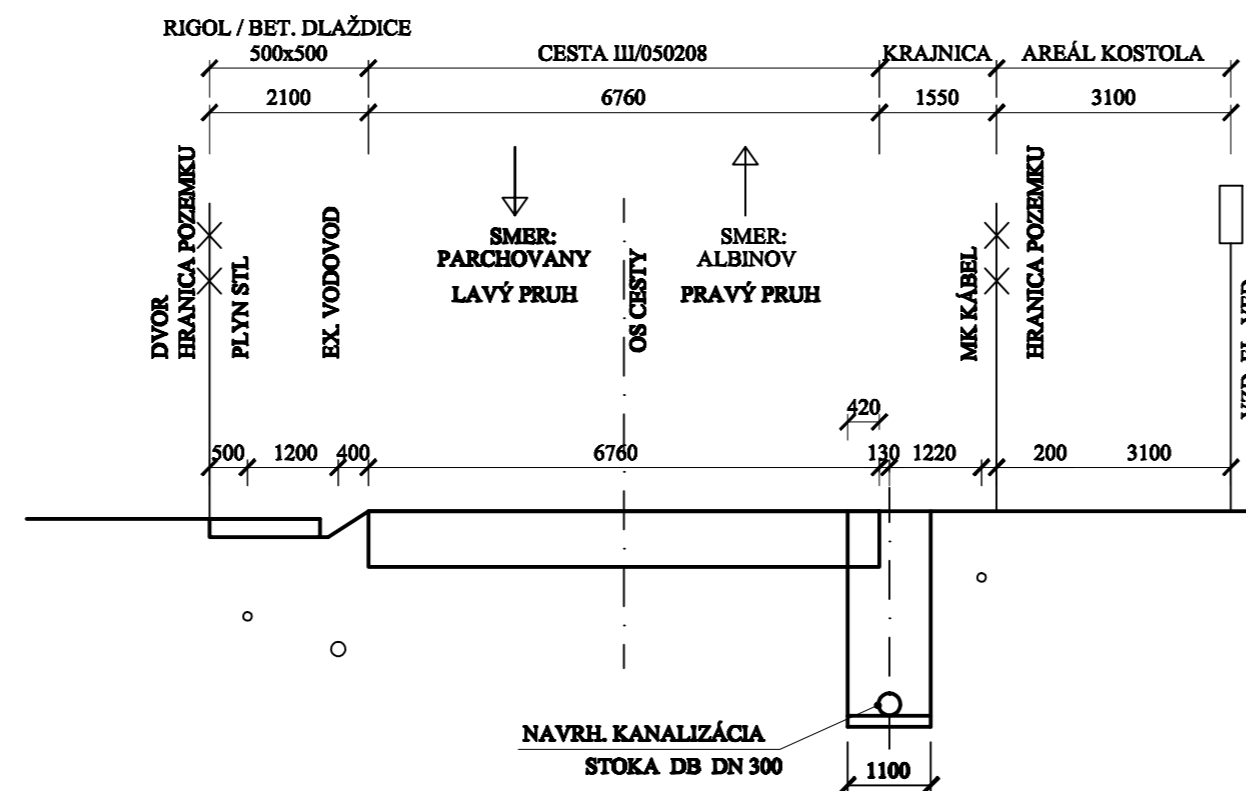 RIGOL / BET. DLAŽDICE
500x500
CESTA III/050208
KRAJNICA
AREÁL KOSTOLA
2100
6760
1550
3100
DVOR
HRANICA POZEMKU
PLYN STL
EX. VODOVOD
SMER:
PARCHOVANY
LAVÝ PRUH
OS CESTY
SMER:
ALBINOV
PRAVÝ PRUH
MK KÁBEL
HRANICA POZEMKU
420
500
1200
400
6760
130
1220
200
3100
NAVRH. KANALIZÁCIA
STOKA DB DN 300
1100